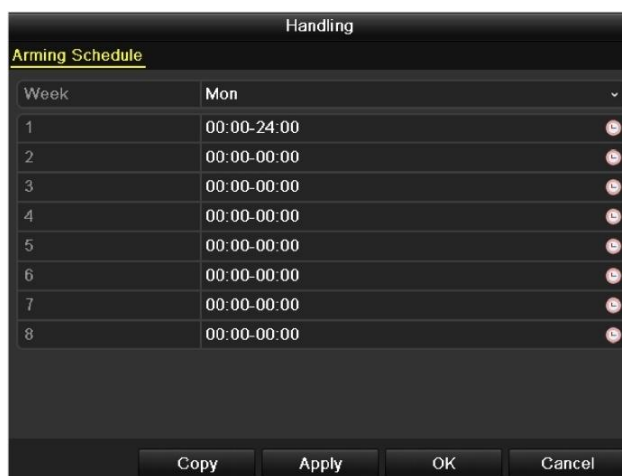 Handling
Arming Schedule
Week Mon
1 00:00-24:00
2 00:00-00:00
3 00:00-00:00
4 00:00-00:00
5 00:00-00:00
6 00:00-00:00
7 00:00-00:00
8 00:00-00:00
Copy Apply OK Cancel